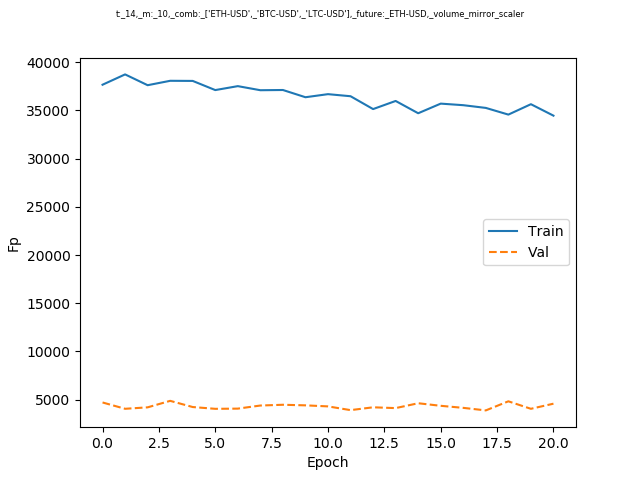 t:_14,_m:_10,_comb:_['ETH-USD',_'BTC-USD',_'LTC-USD'],_future:_ETH-USD,_volume_mirror_scaler
40000
35000
30000
25000
20000
15000
10000
5000
Fp
Train
Val
0.0 2.5 5.0 7.5 10.0 12.5 15.0 17.5 20.0
Epoch